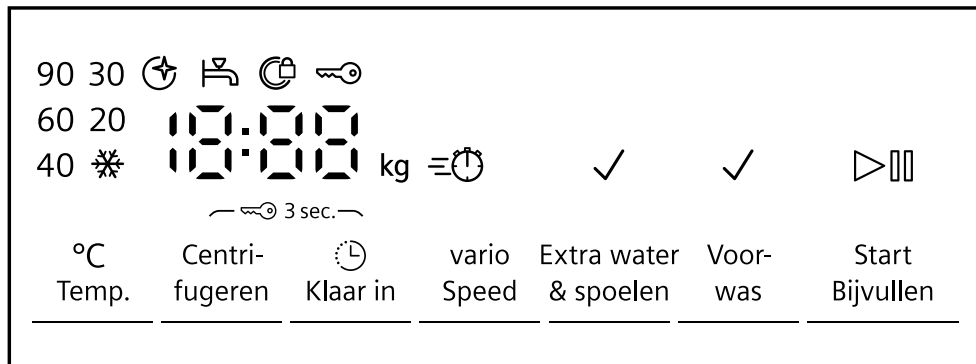 90 30
60 20
18:88
40 kg
3 sec.
°C Centri- vario Extra water Voor- Start
Temp. fugeren Klaar in Speed & spoelen was Bijvullen